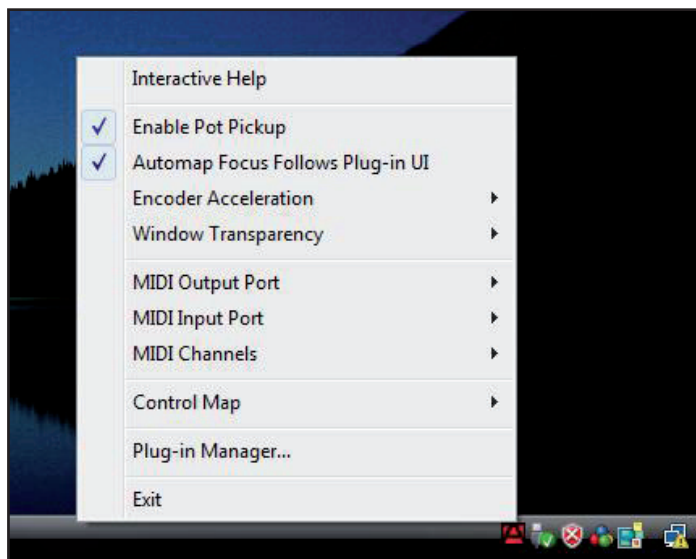 Interactive Help
Enable Pot Pickup
Automap Focus Follows Plug-in UI
Encoder Acceleration
Window Transparency
MIDI Output Port
MIDI Input Port
MIDI Channels
Control Map
Plug-in Manager...
Exit